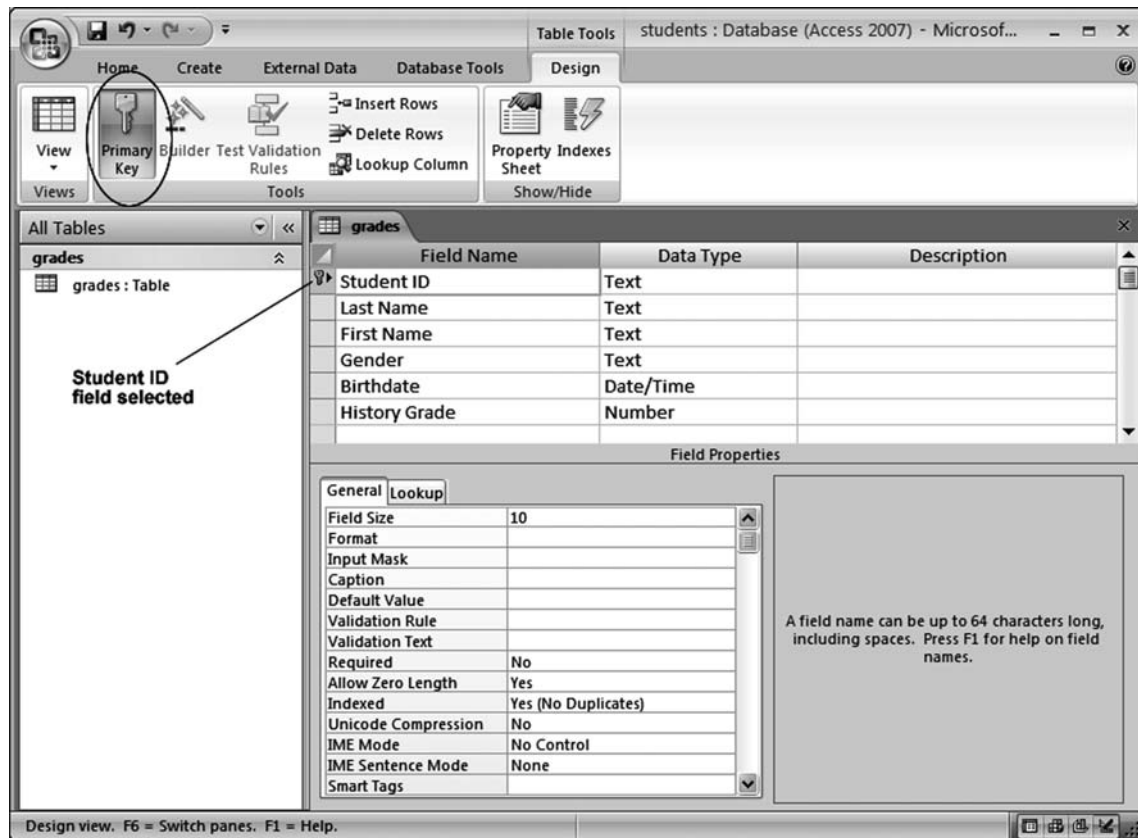 Table Tools
students : Database (Access 2007) - Microsof...
Home Create External Data Database Tools Design
View
Primary Key
Builder
Test Validation Rules
Insert Rows
Delete Rows
Lookup Column
Property Sheet
Indexes
Views Tools Show/Hide
All Tables
grades
grades : Table
Student ID
field selected
grades
Field Name Data Type Description
Student ID Text
Last Name Text
First Name Text
Gender Text
Birthdate Date/Time
History Grade Number
Field Properties
General Lookup
Field Size 10
Format
Input Mask
Caption
Default Value
Validation Rule
Validation Text
Required No
Allow Zero Length Yes
Indexed Yes (No Duplicates)
Unicode Compression No
IME Mode No Control
IME Sentence Mode None
Smart Tags
A field name can be up to 64 characters long,
including spaces. Press F1 for help on field
names.
Design view. F6 = Switch panes. F1 = Help.